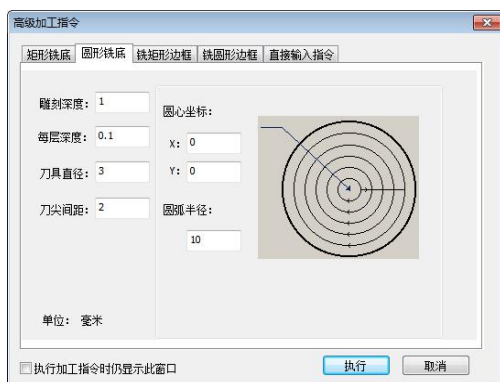 高级加工指令
矩形铣底 圆形铣底 铣矩形边框 铣圆形边框 直接输入指令
雕刻深度: 1
每层深度: 0.1
刀具直径: 3
刀尖间距: 2
圆心坐标:
X: 0
Y: 0
圆弧半径:
10
单位: 毫米
执行加工指令时仍显示此窗口
执行 取消